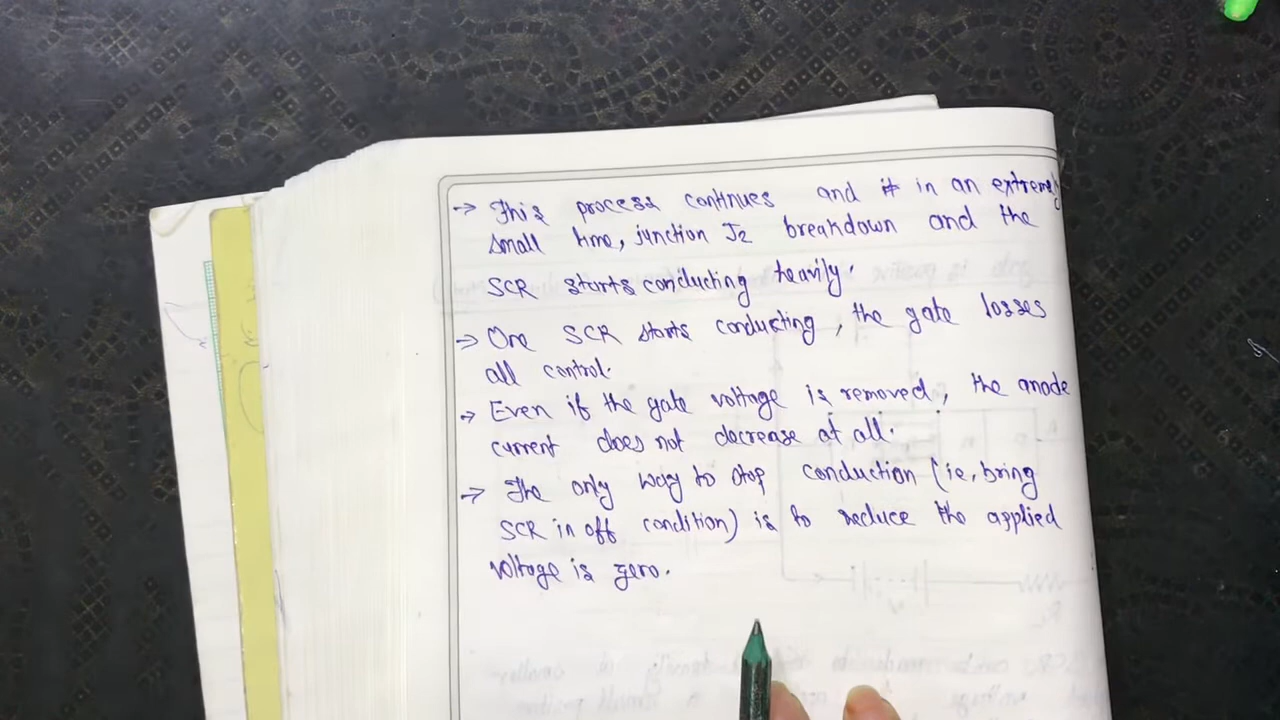 → This process continues and it in an extremely
small time, junction J2 breakdown and the
SCR starts conducting heavily.
→ One SCR starts conducting, the gate losses
all control.
→ Even if the gate voltage is removed, the anode
current does not decrease at all.
→ The only way to stop conduction (ie, bring
SCR in off condition) is to reduce the applied
voltage is zero.